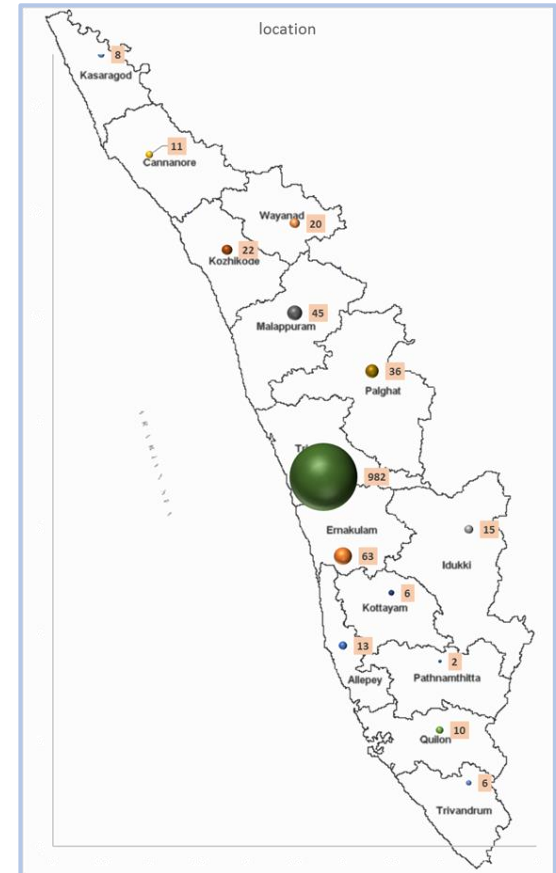 location
8
Kasaragod
11
Cannanore
Wayanad
20
22
Kozhikode
45
Malappuram
36
Palghat
982
Ernakulam
15
63
Idukki
6
Kottayam
13
2
Allepey
Pathnamthitta
10
Quilon
6
Trivandrum